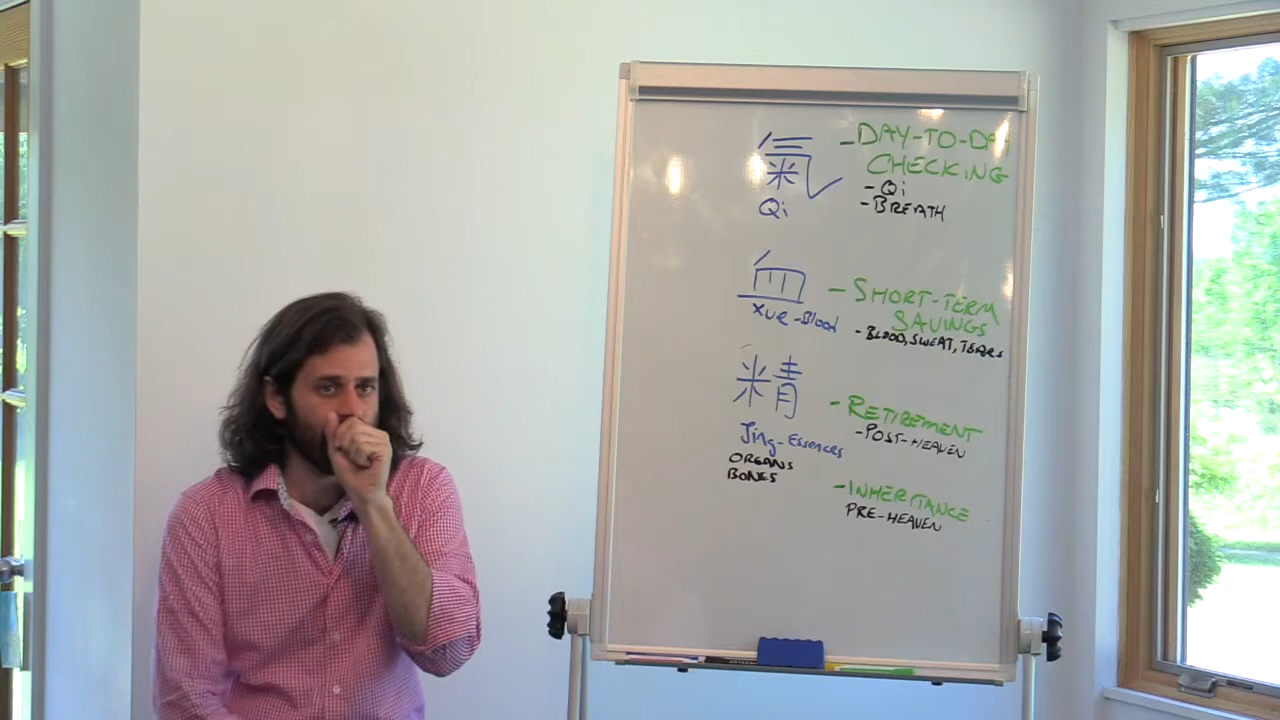 氣 - DAY-TO-DAY
CHECKING
Qi
- Qi
- BREATH
血 - SHORT-TERM
SAVINGS
Xue-Blood
- BLOOD, SWEAT, TEARS
精 - RETIREMENT
- POST-HEAVEN
Jing-Essences
ORGANS
BONES
- INHERITANCE
PRE-HEAVEN